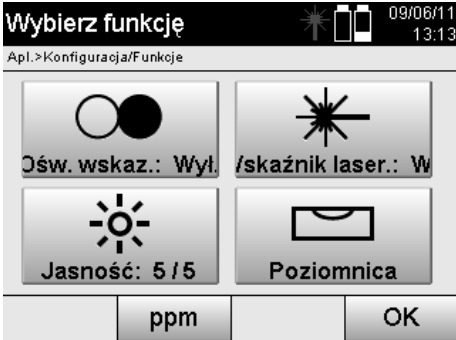 Wybierz funkcję
09/06/11
13:13
Apl.>Konfiguracja/Funkcje
Ośw. wskaz.: Wył.
/skaźnik laser.: W
Jasność: 5/5
Poziomnica
ppm
OK